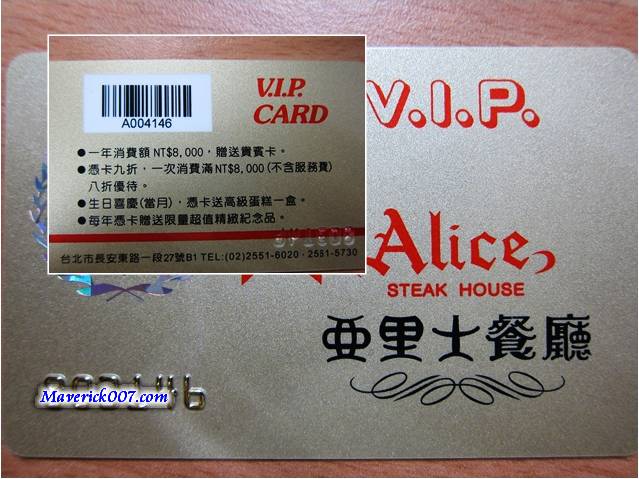 V.I.P.
CARD
A004146
●一年消費額 NT$8,000,贈送貴賓卡。
●憑卡九折,一次消費滿NT$8,000(不含服務費)
八折優待。
●生日喜慶(當月),憑卡送高級蛋糕一盒。
●每年憑卡贈送限量超值精緻紀念品。
台北市長安東路一段27號B1 TEL:(02)2551-6020・2581-5730
V.I.P.
Alice
STEAK HOUSE
亞里士餐廳
Maverick007.com